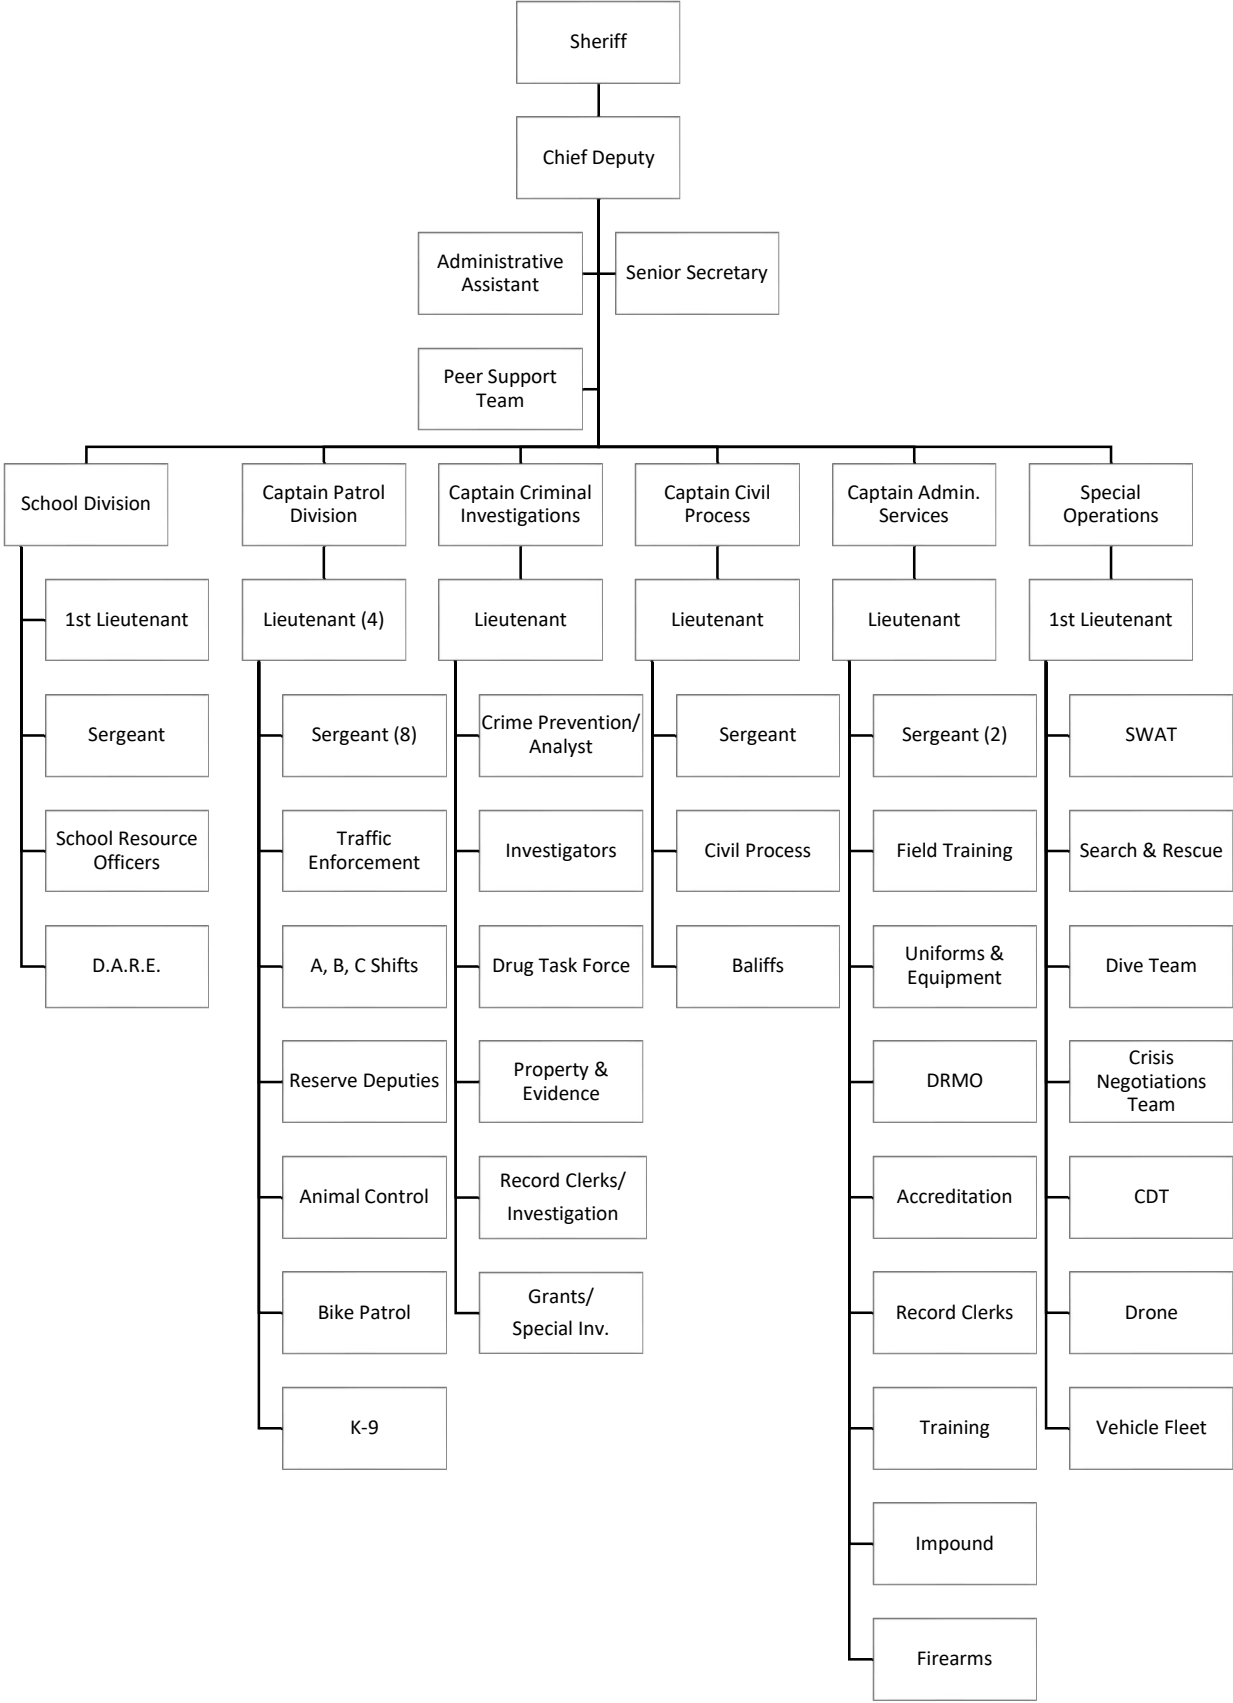 Sheriff
Chief Deputy
Administrative
Assistant
Senior Secretary
Peer Support
Team
School Division
1st Lieutenant
Sergeant
School Resource
Officers
D.A.R.E.
Captain Patrol
Division
Lieutenant (4)
Sergeant (8)
Traffic
Enforcement
A, B, C Shifts
Reserve Deputies
Animal Control
Bike Patrol
K-9
Captain Criminal
Investigations
Lieutenant
Crime Prevention/
Analyst
Investigators
Drug Task Force
Property &
Evidence
Record Clerks/
Investigation
Grants/
Special Inv.
Captain Civil
Process
Lieutenant
Sergeant
Civil Process
Baliffs
Captain Admin.
Services
Lieutenant
Sergeant (2)
Field Training
Uniforms &
Equipment
DRMO
Accreditation
Record Clerks
Training
Impound
Firearms
Special
Operations
1st Lieutenant
SWAT
Search & Rescue
Dive Team
Crisis
Negotiations
Team
CDT
Drone
Vehicle Fleet